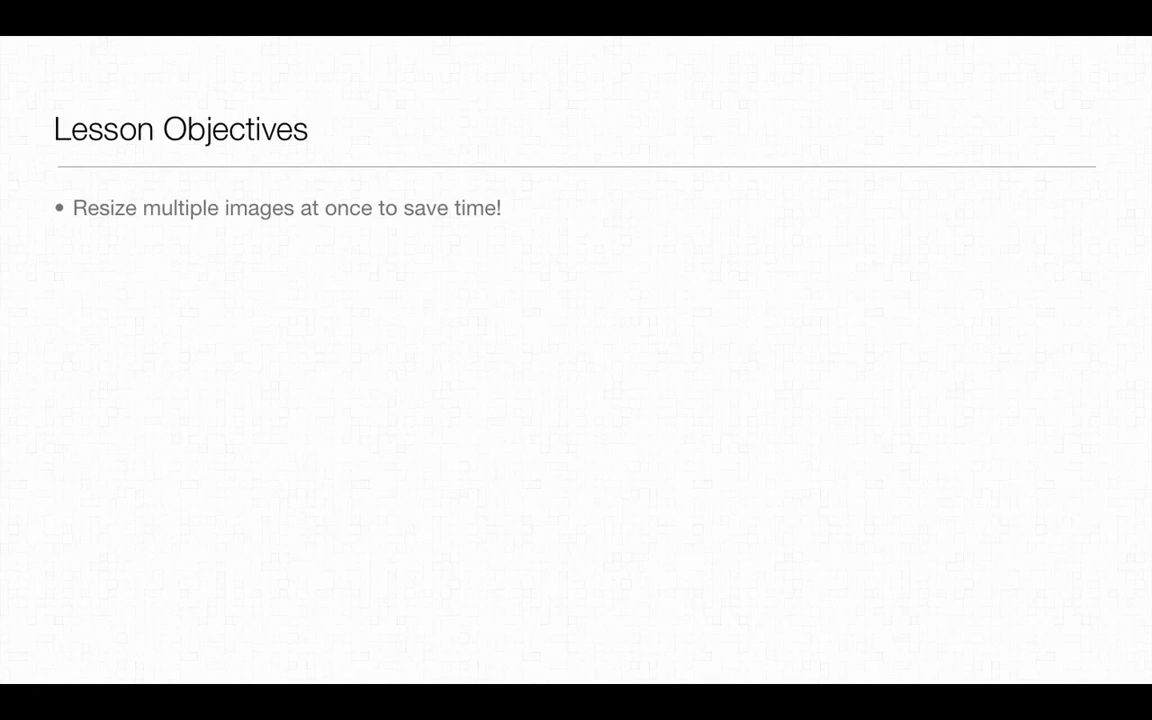 Lesson Objectives
• Resize multiple images at once to save time!